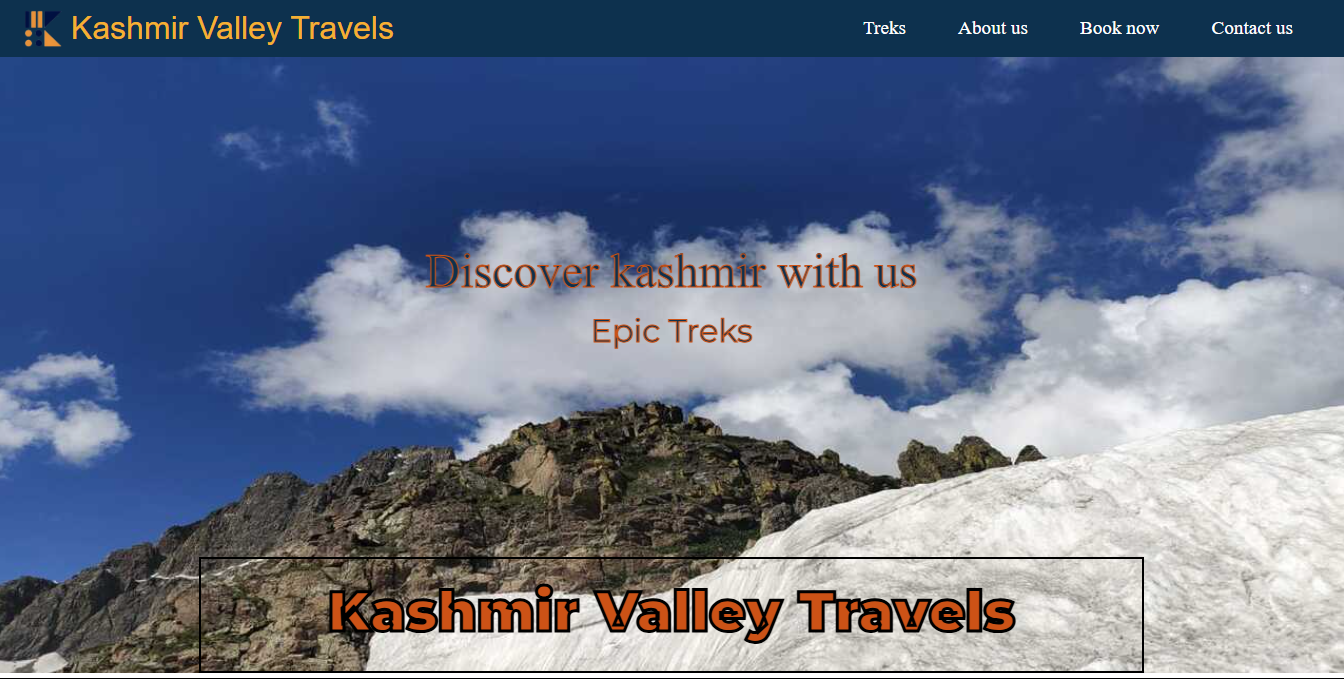 Kashmir Valley Travels
Treks
About us
Book now
Contact us
Discover kashmir with us
Epic Treks
Kashmir Valley Travels